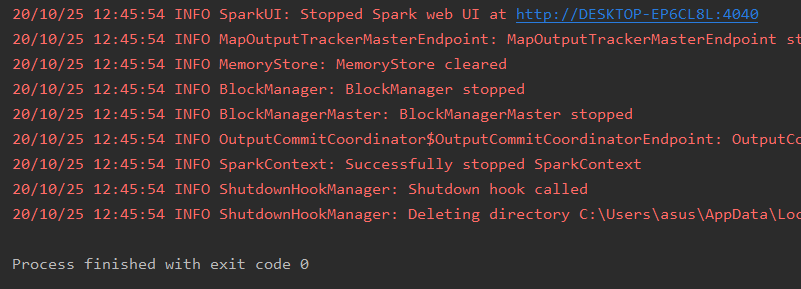 20/10/25 12:45:54 INFO SparkUI: Stopped Spark web UI at http://DESKTOP-EP6CL8L:4040
20/10/25 12:45:54 INFO MapOutputTrackerMasterEndpoint: MapOutputTrackerMasterEndpoint st
20/10/25 12:45:54 INFO MemoryStore: MemoryStore cleared
20/10/25 12:45:54 INFO BlockManager: BlockManager stopped
20/10/25 12:45:54 INFO BlockManagerMaster: BlockManagerMaster stopped
20/10/25 12:45:54 INFO OutputCommitCoordinator$OutputCommitCoordinatorEndpoint: OutputCo
20/10/25 12:45:54 INFO SparkContext: Successfully stopped SparkContext
20/10/25 12:45:54 INFO ShutdownHookManager: Shutdown hook called
20/10/25 12:45:54 INFO ShutdownHookManager: Deleting directory C:\Users\asus\AppData\Loc
Process finished with exit code 0